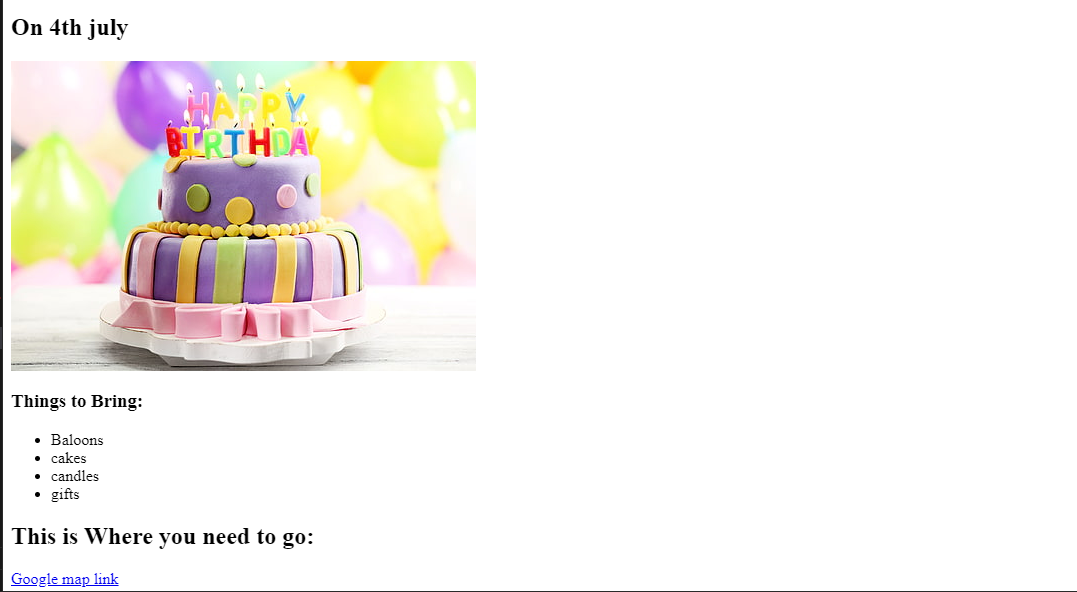 On 4th july
HAPPY
BIRTHDAY
Things to Bring:
Baloons
cakes
candles
gifts
This is Where you need to go:
Google map link